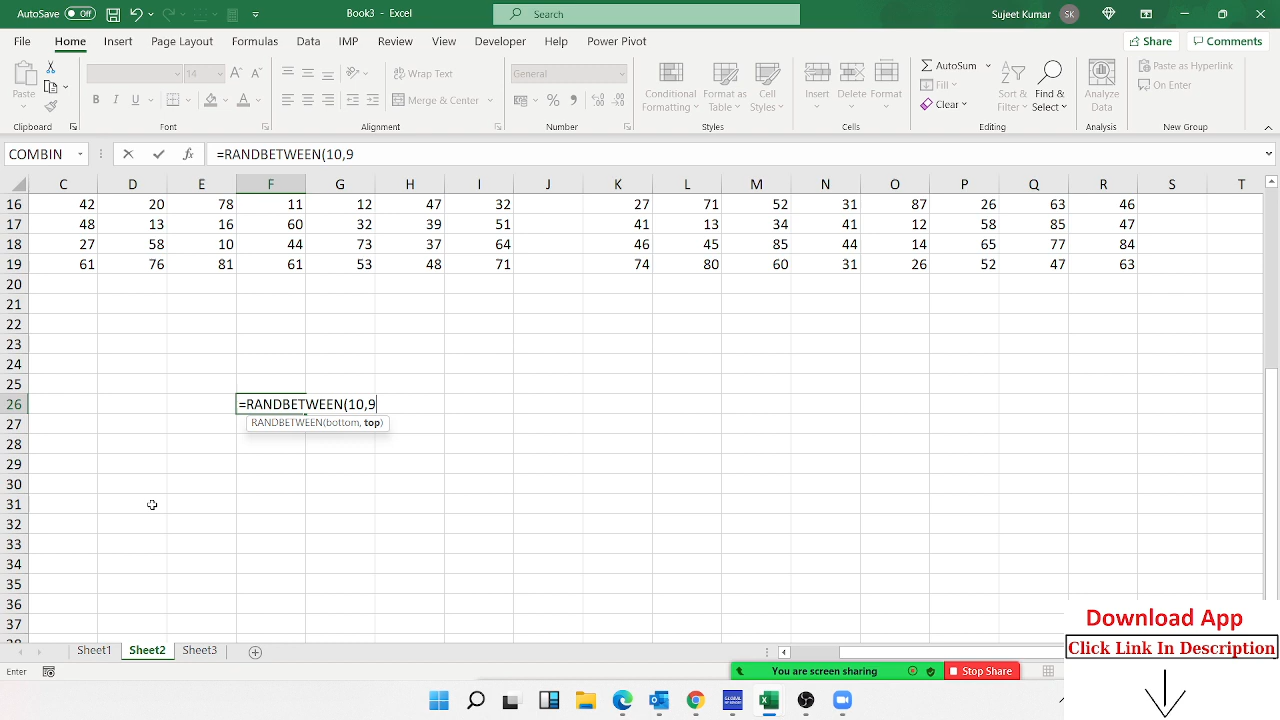 AutoSave Off Book3 - Excel Search Sujeet Kumar SK
File Home Insert Page Layout Formulas Data IMP Review View Developer Help Power Pivot Share Comments
Paste 14 A A Wrap Text General Conditional Formatting Format as Table Cell Styles Insert Delete Format AutoSum Fill Clear Sort & Filter Find & Select Analyze Data Paste as Hyperlink On Enter
B I U A Merge & Center % 9
Clipboard Font Alignment Number Styles Cells Editing Analysis New Group
COMBIN fx =RANDBETWEEN(10,9
C D E F G H I J K L M N O P Q R S T
16 42 20 78 11 12 47 32 27 71 52 31 87 26 63 46
17 48 13 16 60 32 39 51 41 13 34 41 12 58 85 47
18 27 58 10 44 73 37 64 46 45 85 44 14 65 77 84
19 61 76 81 61 53 48 71 74 80 60 31 26 52 47 63
20
21
22
23
24
25
26 =RANDBETWEEN(10,9
27 RANDBETWEEN(bottom, top)
28
29
30
31
32
33
34
35
36
37
Sheet1 Sheet2 Sheet3
Enter You are screen sharing Stop Share
Download App
Click Link In Description